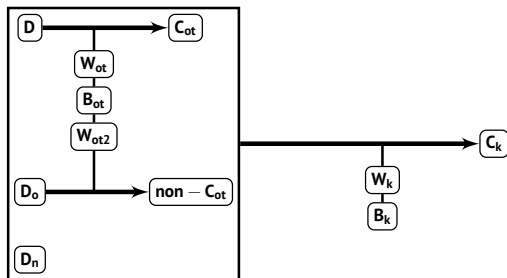 D C_ot
W_ot
B_ot
W_ot2
C_k
W_k
D_o non − C_ot
B_k
D_n